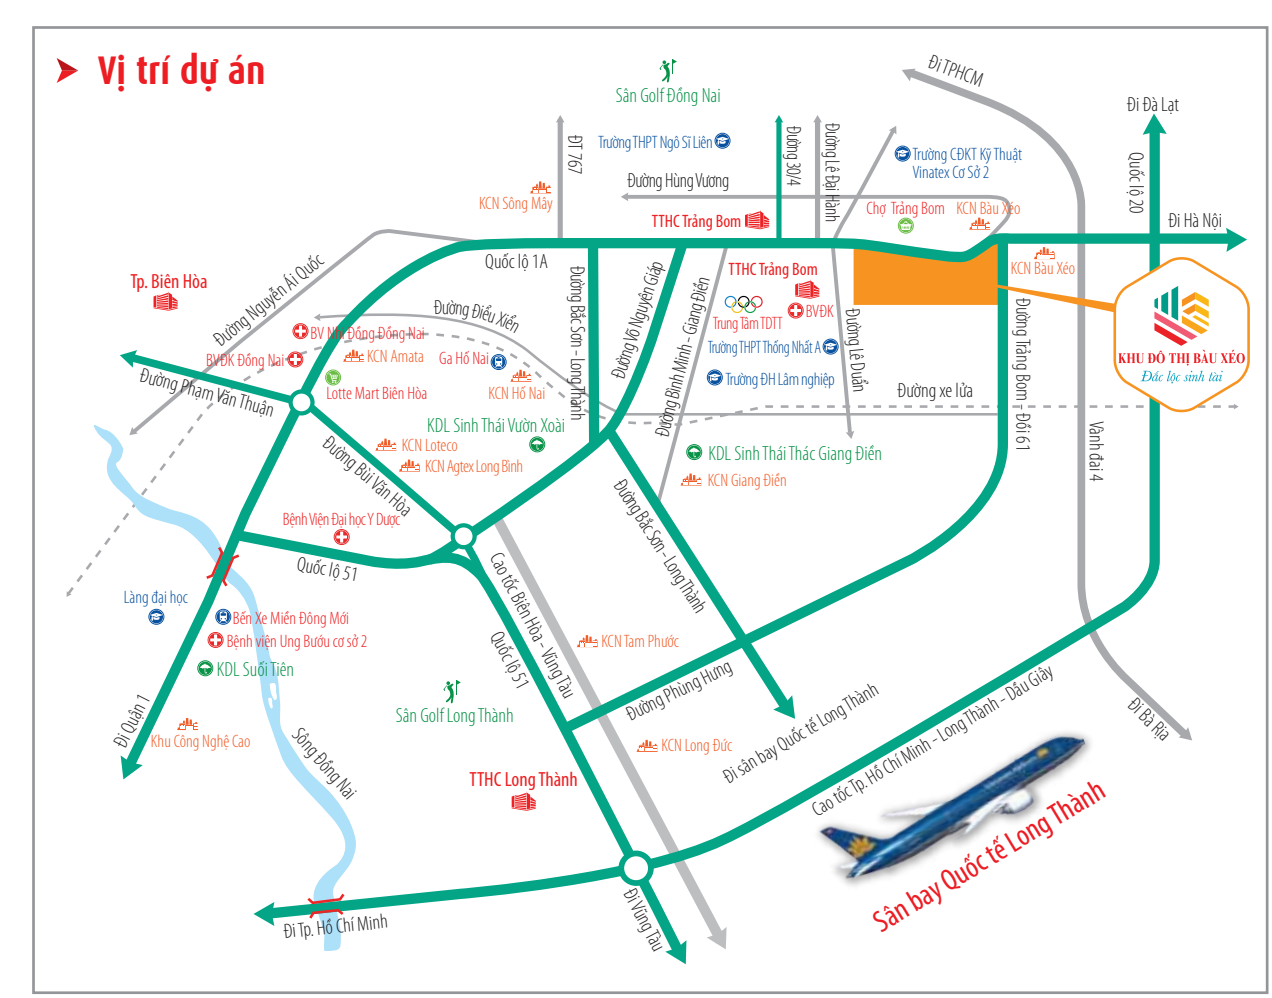 Vị trí dự án
Sân Golf Đồng Nai
Đi TPHCM
Đi Đà Lạt
ĐT 767
Trường THPT Ngô Sĩ Liên
Đường 30/4
Đường Lê Đại Hành
Trường CĐKT Kỹ Thuật
Vinatex Cơ Sở 2
Quốc lộ 20
Đường Hùng Vương
KCN Sông Mây
TTHC Trảng Bom
Chợ Trảng Bom
KCN Bàu Xéo
Đi Hà Nội
Quốc lộ 1A
KCN Bàu Xéo
Tp. Biên Hòa
Đường Nguyễn Ái Quốc
Đường Bắc Sơn - Long Thành
Đường Võ Nguyên Giáp
Đường Bình Minh - Giang Điền
TTHC Trảng Bom
BVĐK
Trung Tâm TDTT
Đường Lê Duẩn
Đường Trảng Bom - Đồi 61
KHU ĐÔ THỊ BÀU XÉO
Đắc lộc sinh tài
Đường Điểu Xiển
BV Nhi Đồng Đồng Nai
BVĐK Đồng Nai
KCN Amata
Ga Hố Nai
Trường THPT Thống Nhất A
Trường ĐH Lâm nghiệp
Đường Phạm Văn Thuận
Lotte Mart Biên Hòa
KCN Hố Nai
Đường xe lửa
KDL Sinh Thái Vườn Xoài
KCN Loteco
KCN Agtex Long Bình
Đường Bùi Văn Hòa
KDL Sinh Thái Thác Giang Điền
KCN Giang Điền
Vành đai 4
Đường Bắc Sơn - Long Thành
Bệnh Viện Đại học Y Dược
Quốc lộ 51
Cao tốc Biên Hòa - Vũng Tàu
Làng đại học
Bến Xe Miền Đông Mới
Bệnh viện Ung Bướu cơ sở 2
KDL Suối Tiên
Quốc lộ 51
KCN Tam Phước
Đường Phùng Hưng
Đi Quận 1
Khu Công Nghệ Cao
Sông Đồng Nai
Sân Golf Long Thành
KCN Long Đức
Đi sân bay Quốc tế Long Thành
Cao tốc Tp. Hồ Chí Minh - Long Thành - Dầu Giây
Đi Bà Rịa
TTHC Long Thành
Sân bay Quốc tế Long Thành
Đi Tp. Hồ Chí Minh
Đi Vũng Tàu